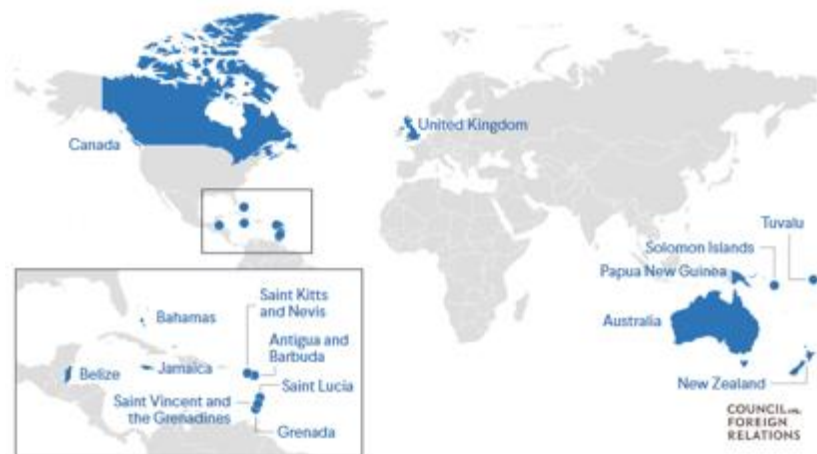 Canada
United Kingdom
Tuvalu
Solomon Islands
Papua New Guinea
Australia
New Zealand
Saint Kitts
and Nevis
Bahamas
Antigua and
Barbuda
Belize
Jamaica
Saint Lucia
Saint Vincent and
the Grenadines
Grenada
COUNCIL on
FOREIGN
RELATIONS